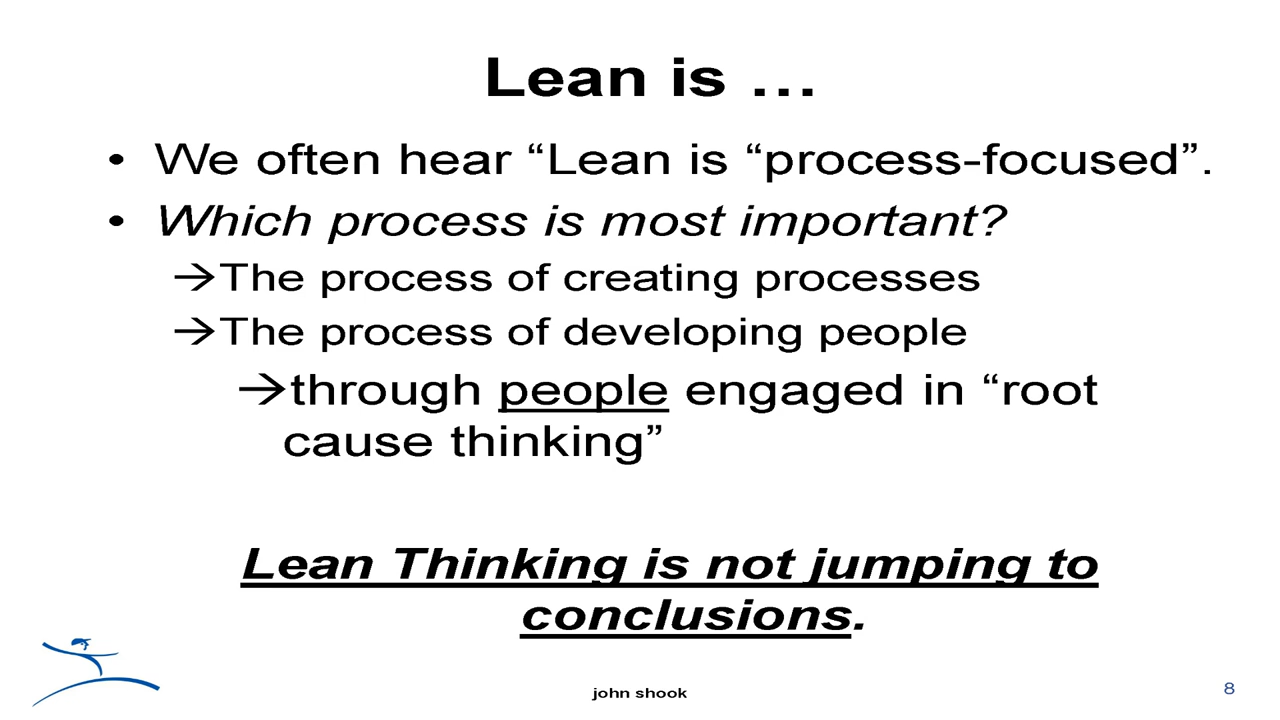 Lean is …
• We often hear “Lean is “process-focused”.
• Which process is most important?
→The process of creating processes
→The process of developing people
→through people engaged in “root
cause thinking”
Lean Thinking is not jumping to
conclusions.
john shook
8